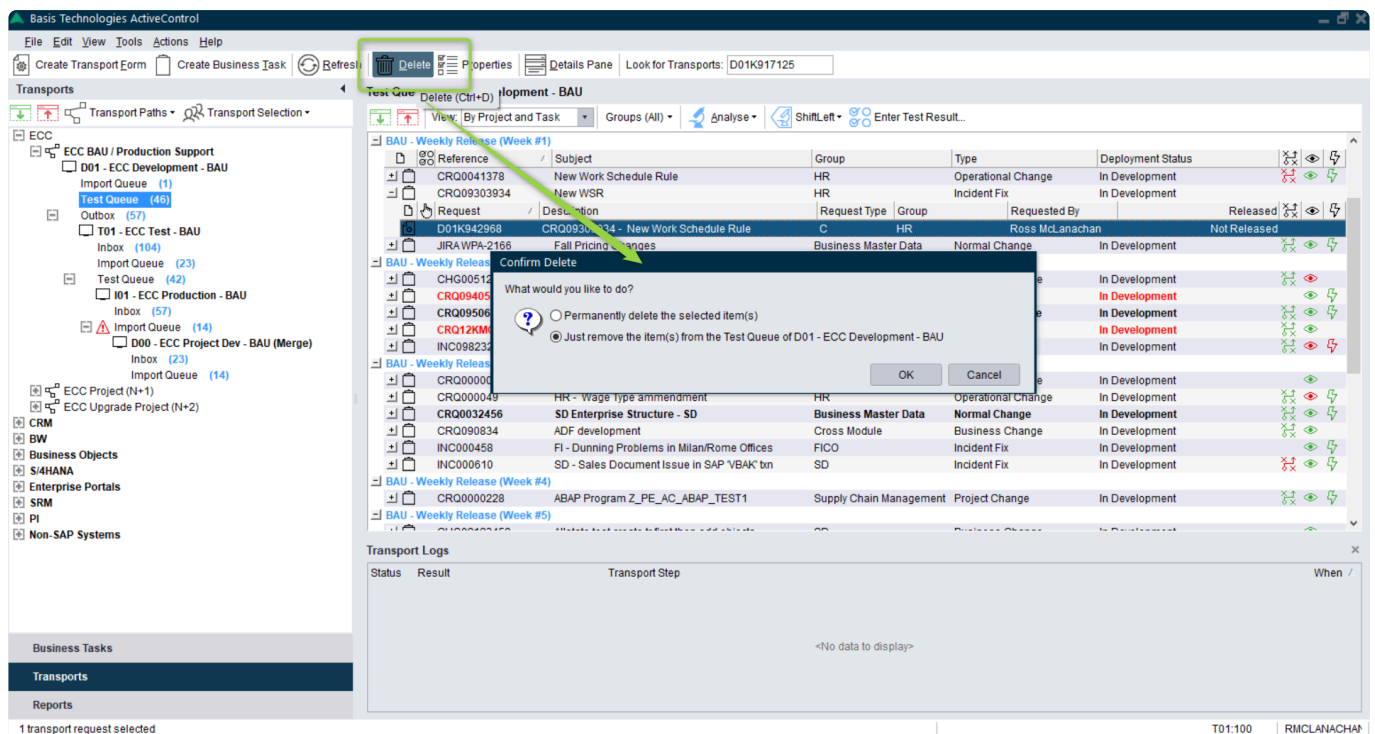 Basis Technologies ActiveControl
File Edit View Tools Actions Help
Create Transport Form Create Business Task Refresh Delete Properties Details Pane Look for Transports: D01K917125
Delete (Ctrl+D)
Transports
Transport Paths Transport Selection
ECC
ECC BAU / Production Support
D01 - ECC Development - BAU
Import Queue (1)
Test Queue (46)
Outbox (57)
T01 - ECC Test - BAU
Inbox (104)
Import Queue (23)
Test Queue (42)
I01 - ECC Production - BAU
Inbox (57)
Import Queue (14)
D00 - ECC Project Dev - BAU (Merge)
Inbox (23)
Import Queue (14)
ECC Project (N+1)
ECC Upgrade Project (N+2)
CRM
BW
Business Objects
S/4HANA
Enterprise Portals
SRM
PI
Non-SAP Systems
Business Tasks
Transports
Reports
Test Que elopment - BAU
View: By Project and Task Groups (All) Analyse ShiftLeft Enter Test Result...
BAU - Weekly Release (Week #1)
Reference Subject Group Type Deployment Status
CRQ0041378 New Work Schedule Rule HR Operational Change In Development
CRQ09303934 New WSR HR Incident Fix In Development
Request Description Request Type Group Requested By Released
D01K942968 CRQ09303934 - New Work Schedule Rule C HR Ross McLanachan Not Released
JIRA WPA-2166 Fall Pricing Changes Business Master Data Normal Change In Development
BAU - Weekly Releas
CHG00512 e In Development
CRQ09405 In Development
CRQ09506 e In Development
CRQ12KM In Development
INC098232 In Development
BAU - Weekly Releas
CRQ00000 e In Development
CRQ000049 HR - Wage Type ammendment HR Operational Change In Development
CRQ0032456 SD Enterprise Structure - SD Business Master Data Normal Change In Development
CRQ090834 ADF development Cross Module Business Change In Development
INC000458 FI - Dunning Problems in Milan/Rome Offices FICO Incident Fix In Development
INC000610 SD - Sales Document Issue in SAP 'VBAK' txn SD Incident Fix In Development
BAU - Weekly Release (Week #4)
CRQ0000228 ABAP Program Z_PE_AC_ABAP_TEST1 Supply Chain Management Project Change In Development
BAU - Weekly Release (Week #5)
Confirm Delete
What would you like to do?
Permanently delete the selected item(s)
Just remove the item(s) from the Test Queue of D01 - ECC Development - BAU
OK Cancel
Transport Logs
Status Result Transport Step When
<No data to display>
1 transport request selected T01:100 RMCLANACHAN